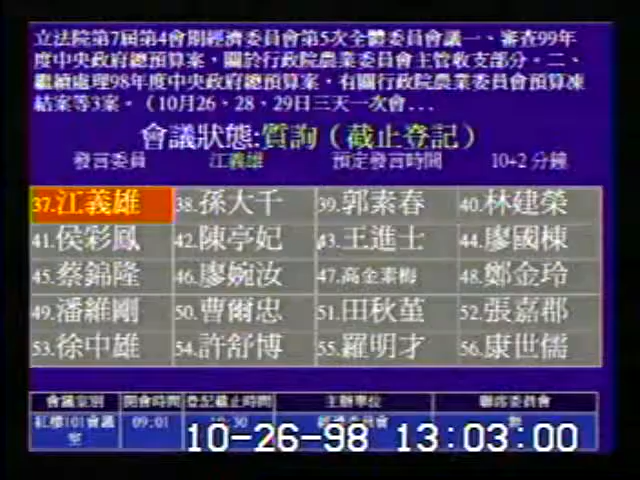 立法院第7屆第4會期經濟委員會第5次全體委員會議一、審查99年
度中央政府總預算案，關於行政院農業委員會主管收支部分。二、
繼續處理98年度中央政府總預算案，有關行政院農業委員會預算凍
結案等3案。（10月26、28、29日三天一次會...
會議狀態:質詢（截止登記）
發言委員 江義雄 預定發言時間 10+2 分鐘
37.江義雄 38.孫大千 39.郭素春 40.林建榮
41.侯彩鳳 42.陳亭妃 43.王進士 44.廖國棟
45.蔡錦隆 46.廖婉汝 47.高金素梅 48.鄭金玲
49.潘維剛 50.曹爾忠 51.田秋堇 52.張嘉郡
53.徐中雄 54.許舒博 55.羅明才 56.康世儒
會議室別 開會時間 登記截止時間 主辦單位 聯席委員會
紅樓101會議室 09:01 10:30 經濟委員會 無
10-26-98 13:03:00